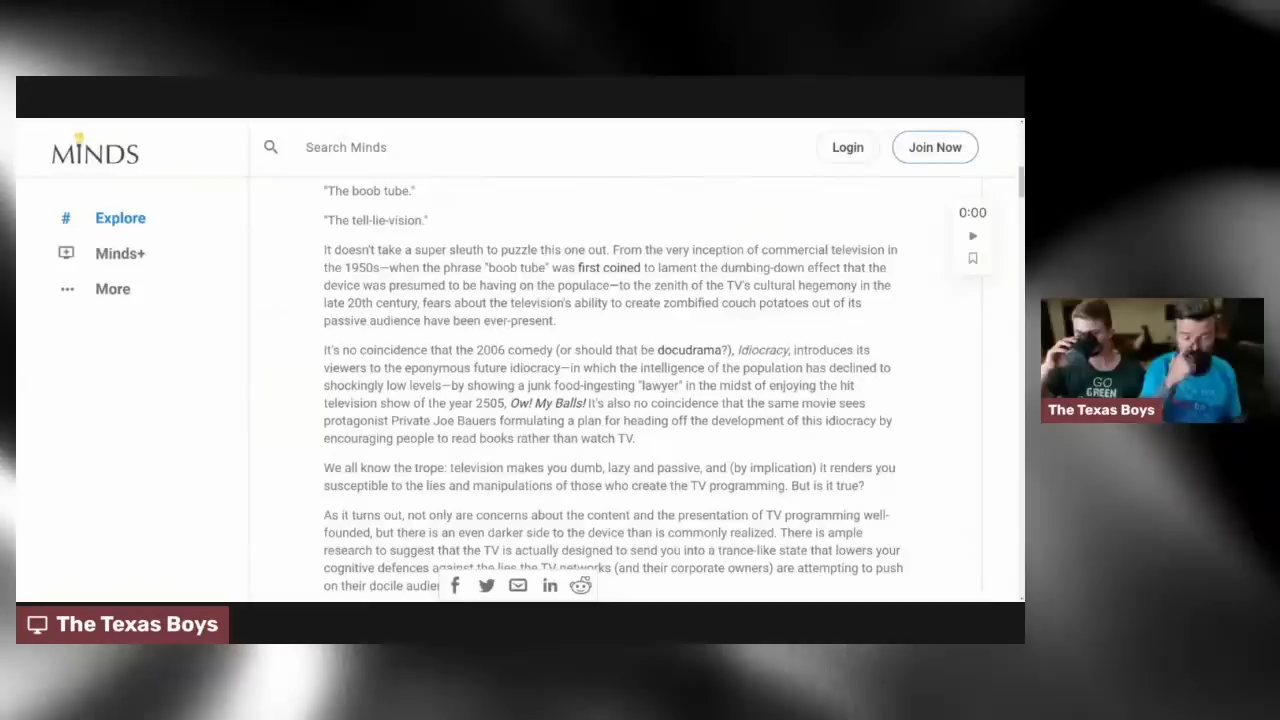 MINDS
Search Minds
Login
Join Now
# Explore
Minds+
More
"The boob tube."
"The tell-lie-vision."
0:00
It doesn't take a super sleuth to puzzle this one out. From the very inception of commercial television in
the 1950s—when the phrase "boob tube" was first coined to lament the dumbing-down effect that the
device was presumed to be having on the populace—to the zenith of the TV's cultural hegemony in the
late 20th century, fears about the television's ability to create zombified couch potatoes out of its
passive audience have been ever-present.
It's no coincidence that the 2006 comedy (or should that be docudrama?), Idiocracy, introduces its
viewers to the eponymous future idiocracy—in which the intelligence of the population has declined to
shockingly low levels—by showing a junk food-ingesting "lawyer" in the midst of enjoying the hit
television show of the year 2505, Ow! My Balls! It's also no coincidence that the same movie sees
protagonist Private Joe Bauers formulating a plan for heading off the development of this idiocracy by
encouraging people to read books rather than watch TV.
We all know the trope: television makes you dumb, lazy and passive, and (by implication) it renders you
susceptible to the lies and manipulations of those who create the TV programming. But is it true?
As it turns out, not only are concerns about the content and the presentation of TV programming well-
founded, but there is an even darker side to the device than is commonly realized. There is ample
research to suggest that the TV is actually designed to send you into a trance-like state that lowers your
cognitive defences against the lies the TV networks (and their corporate owners) are attempting to push
on their docile
GO
GREEN
The Texas Boys
The Texas Boys